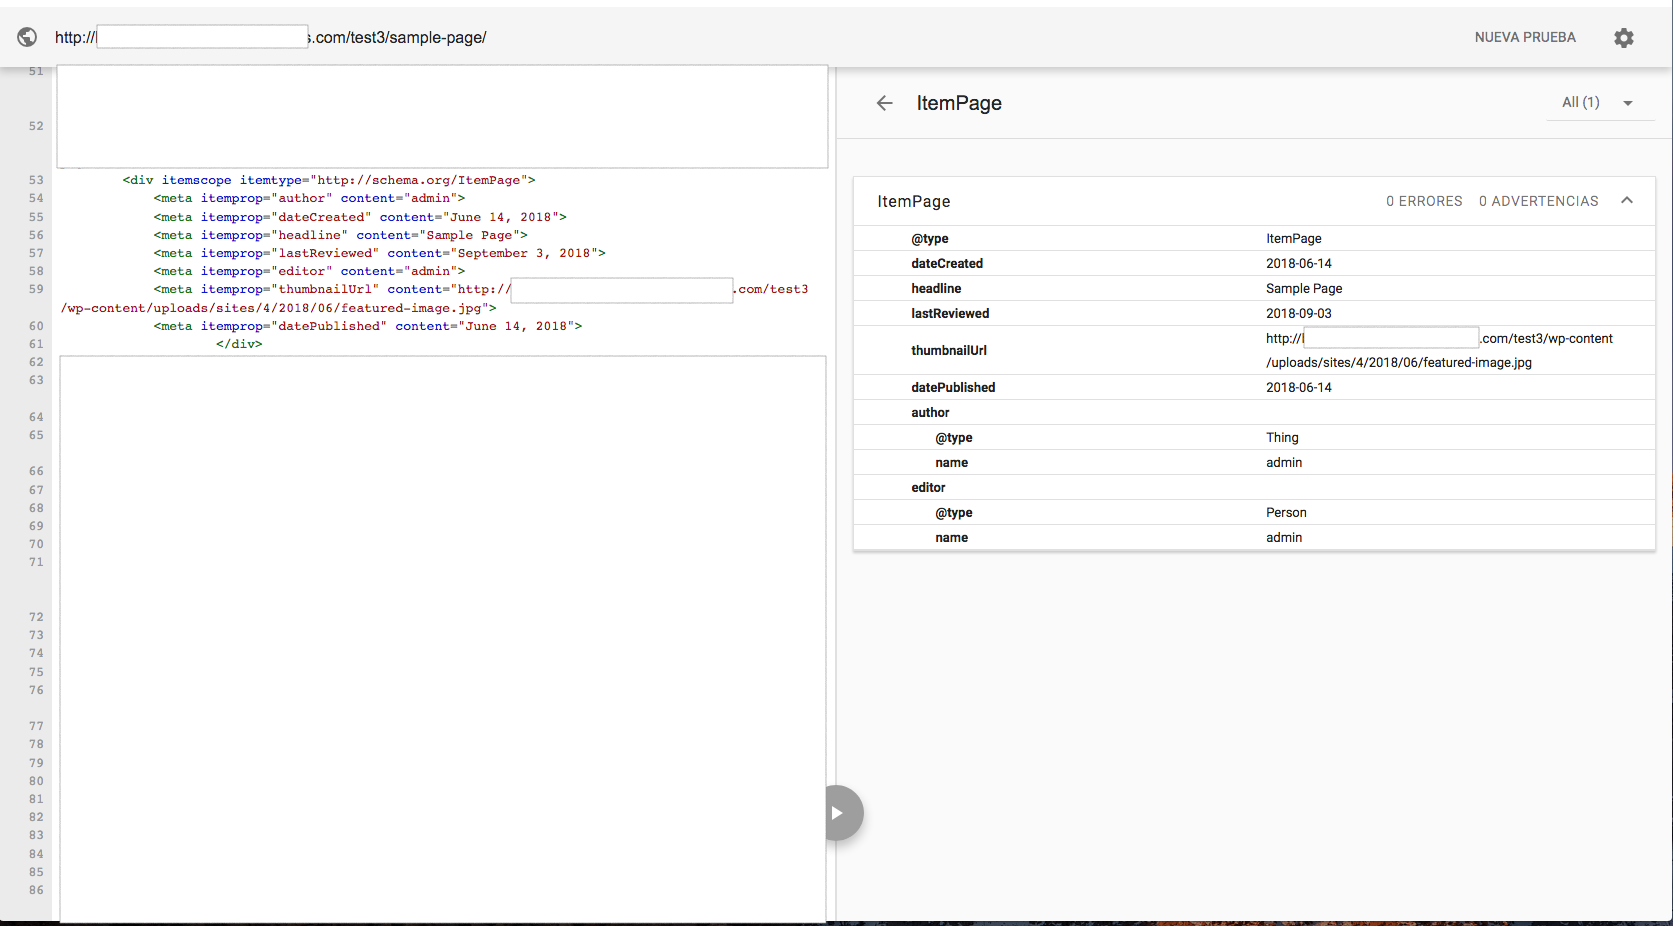 http:// s.com/test3/sample-page/
NUEVA PRUEBA
51
52
53 <div itemscope itemtype="http://schema.org/ItemPage">
54 <meta itemprop="author" content="admin">
55 <meta itemprop="dateCreated" content="June 14, 2018">
56 <meta itemprop="headline" content="Sample Page">
57 <meta itemprop="lastReviewed" content="September 3, 2018">
58 <meta itemprop="editor" content="admin">
59 <meta itemprop="thumbnailUrl" content="http:// .com/test3
/wp-content/uploads/sites/4/2018/06/featured-image.jpg">
60 <meta itemprop="datePublished" content="June 14, 2018">
61 </div>
62
63
64
65
66
67
68
69
70
71
72
73
74
75
76
77
78
79
80
81
82
83
84
85
86
ItemPage
All (1)
ItemPage 0 ERRORES 0 ADVERTENCIAS
@type ItemPage
dateCreated 2018-06-14
headline Sample Page
lastReviewed 2018-09-03
thumbnailUrl http:// .com/test3/wp-content
/uploads/sites/4/2018/06/featured-image.jpg
datePublished 2018-06-14
author
@type Thing
name admin
editor
@type Person
name admin